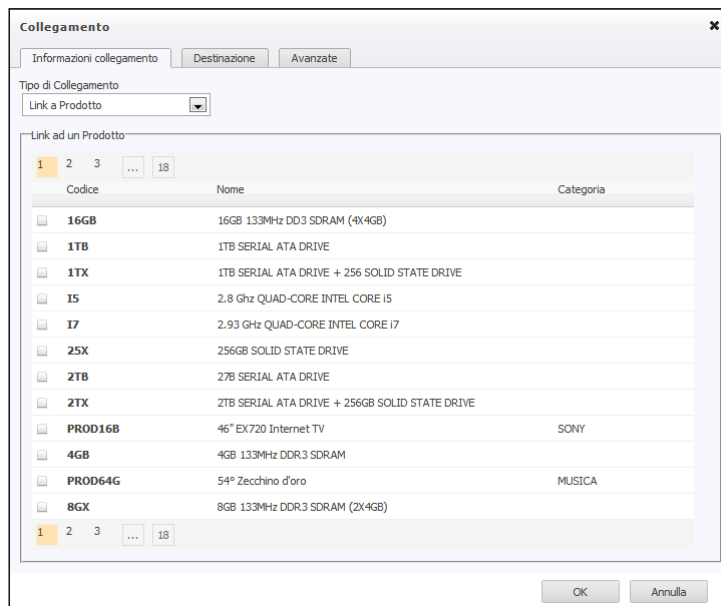 Collegamento
Informazioni collegamento Destinazione Avanzate
Tipo di Collegamento
Link a Prodotto
Link ad un Prodotto
1 2 3 ... 18
Codice Nome Categoria
16GB 16GB 133MHz DD3 SDRAM (4X4GB)
1TB 1TB SERIAL ATA DRIVE
1TX 1TB SERIAL ATA DRIVE + 256 SOLID STATE DRIVE
I5 2.8 Ghz QUAD-CORE INTEL CORE i5
I7 2.93 GHz QUAD-CORE INTEL CORE i7
25X 256GB SOLID STATE DRIVE
2TB 27B SERIAL ATA DRIVE
2TX 2TB SERIAL ATA DRIVE + 256GB SOLID STATE DRIVE
PROD16B 46" EX720 Internet TV SONY
4GB 4GB 133MHz DDR3 SDRAM
PROD64G 54° Zecchino d'oro MUSICA
8GX 8GB 133MHz DDR3 SDRAM (2X4GB)
1 2 3 ... 18
OK Annulla